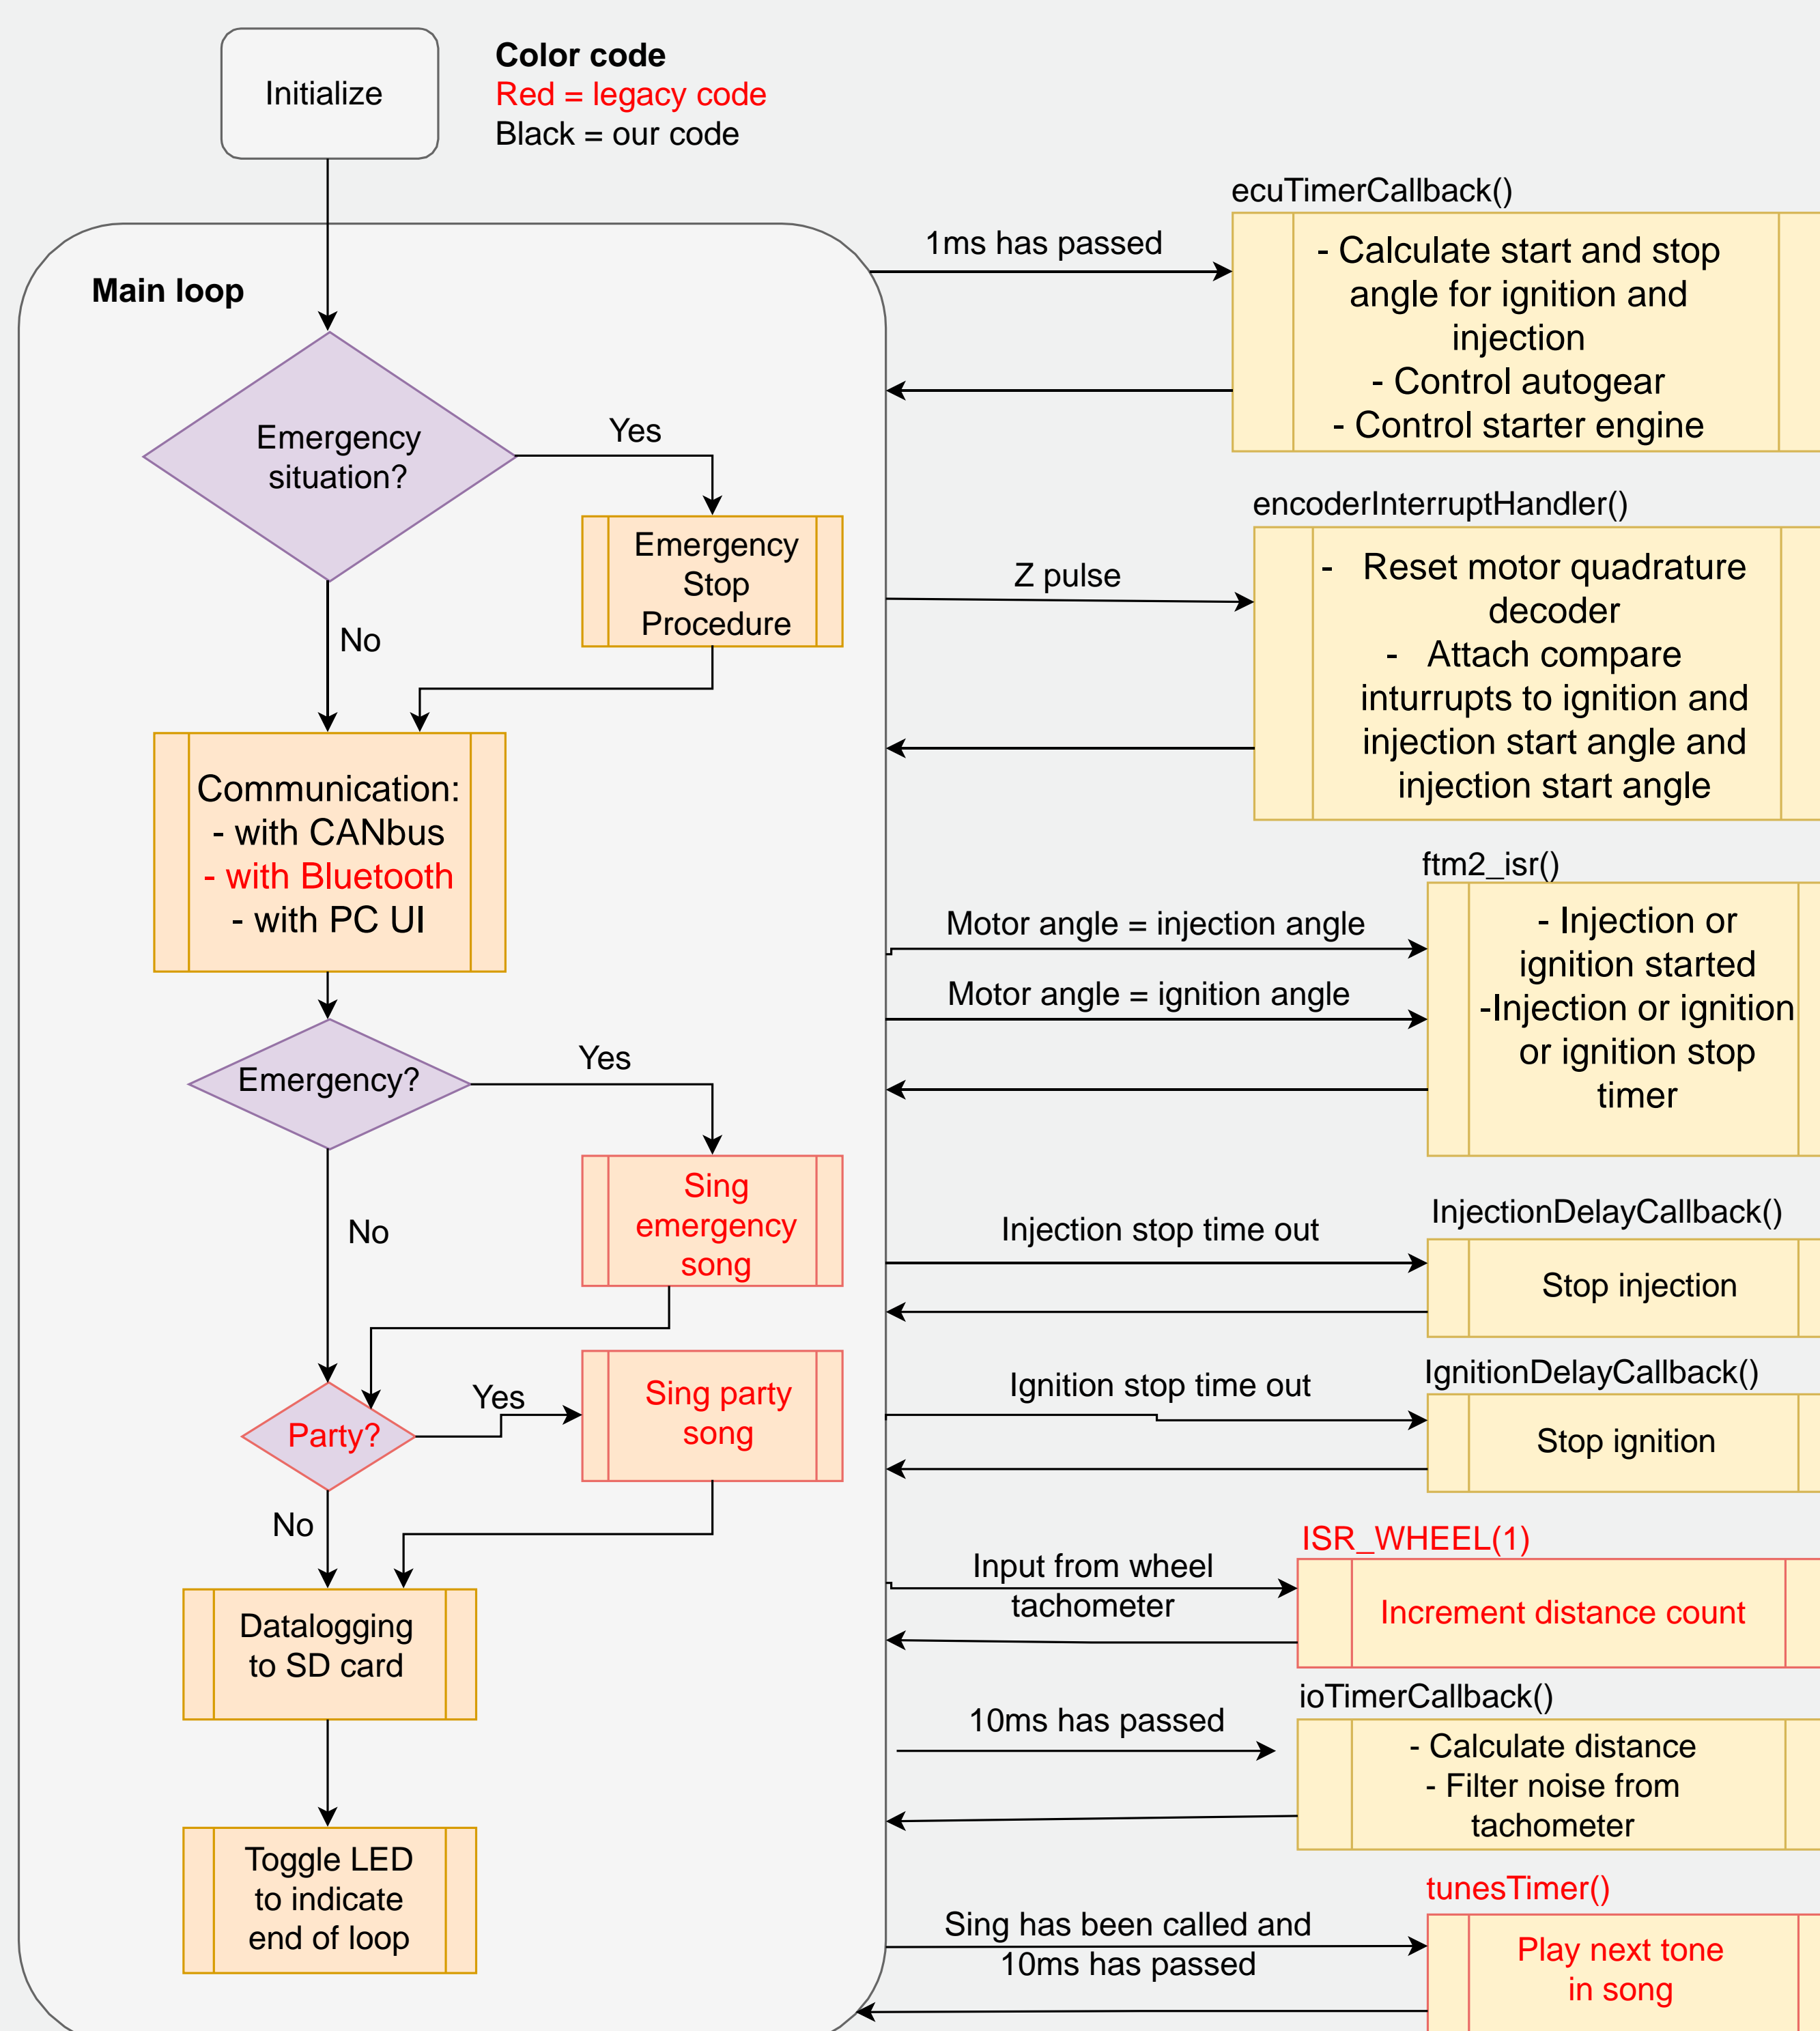 Initialize
Color code
Red = legacy code
Black = our code
Main loop
Emergency
situation?
Yes
Emergency
Stop
Procedure
No
Communication:
- with CANbus
- with Bluetooth
- with PC UI
Emergency?
Yes
Sing
emergency
song
No
Party?
Yes
Sing party
song
No
Datalogging
to SD card
Toggle LED
to indicate
end of loop
1ms has passed
ecuTimerCallback()
- Calculate start and stop
angle for ignition and
injection
- Control autogear
- Control starter engine
Z pulse
encoderInterruptHandler()
- Reset motor quadrature
decoder
- Attach compare
inturrupts to ignition and
injection start angle and
injection start angle
Motor angle = injection angle
Motor angle = ignition angle
ftm2_isr()
- Injection or
ignition started
-Injection or ignition
or ignition stop
timer
Injection stop time out
InjectionDelayCallback()
Stop injection
Ignition stop time out
IgnitionDelayCallback()
Stop ignition
Input from wheel
tachometer
ISR_WHEEL(1)
Increment distance count
10ms has passed
ioTimerCallback()
- Calculate distance
- Filter noise from
tachometer
Sing has been called and
10ms has passed
tunesTimer()
Play next tone
in song